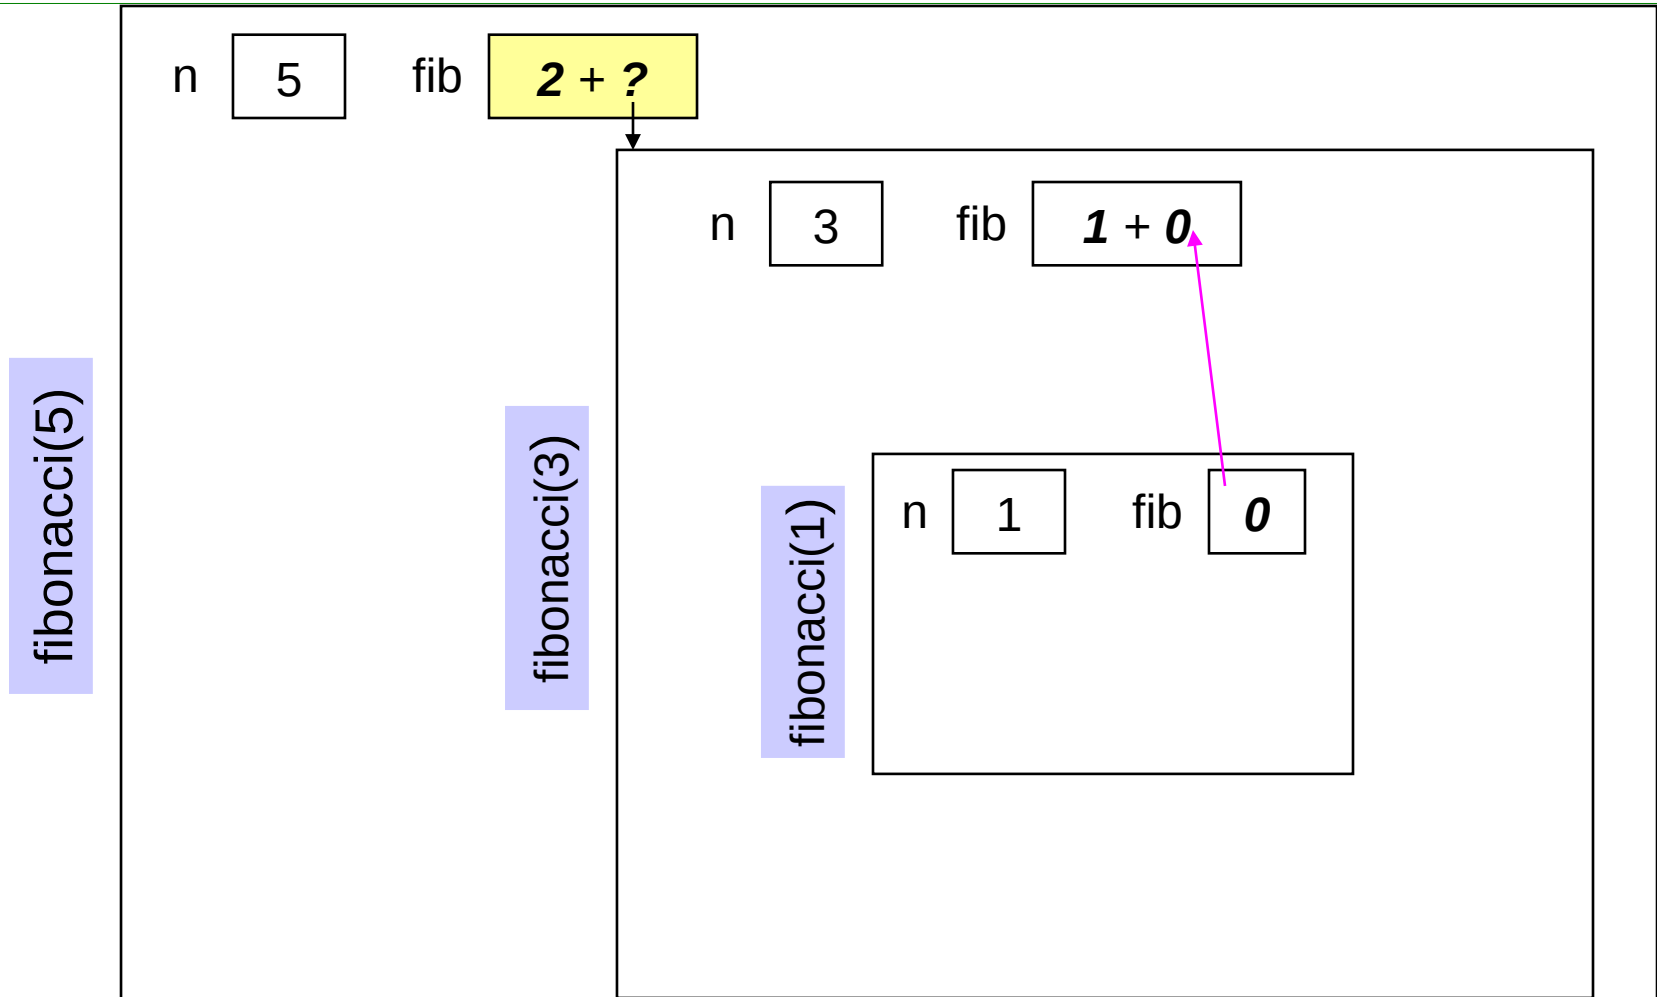 n 5 fib 2 + ?
n 3 fib 1 + 0
fibonacci(5)
fibonacci(3)
fibonacci(1)
n 1 fib 0